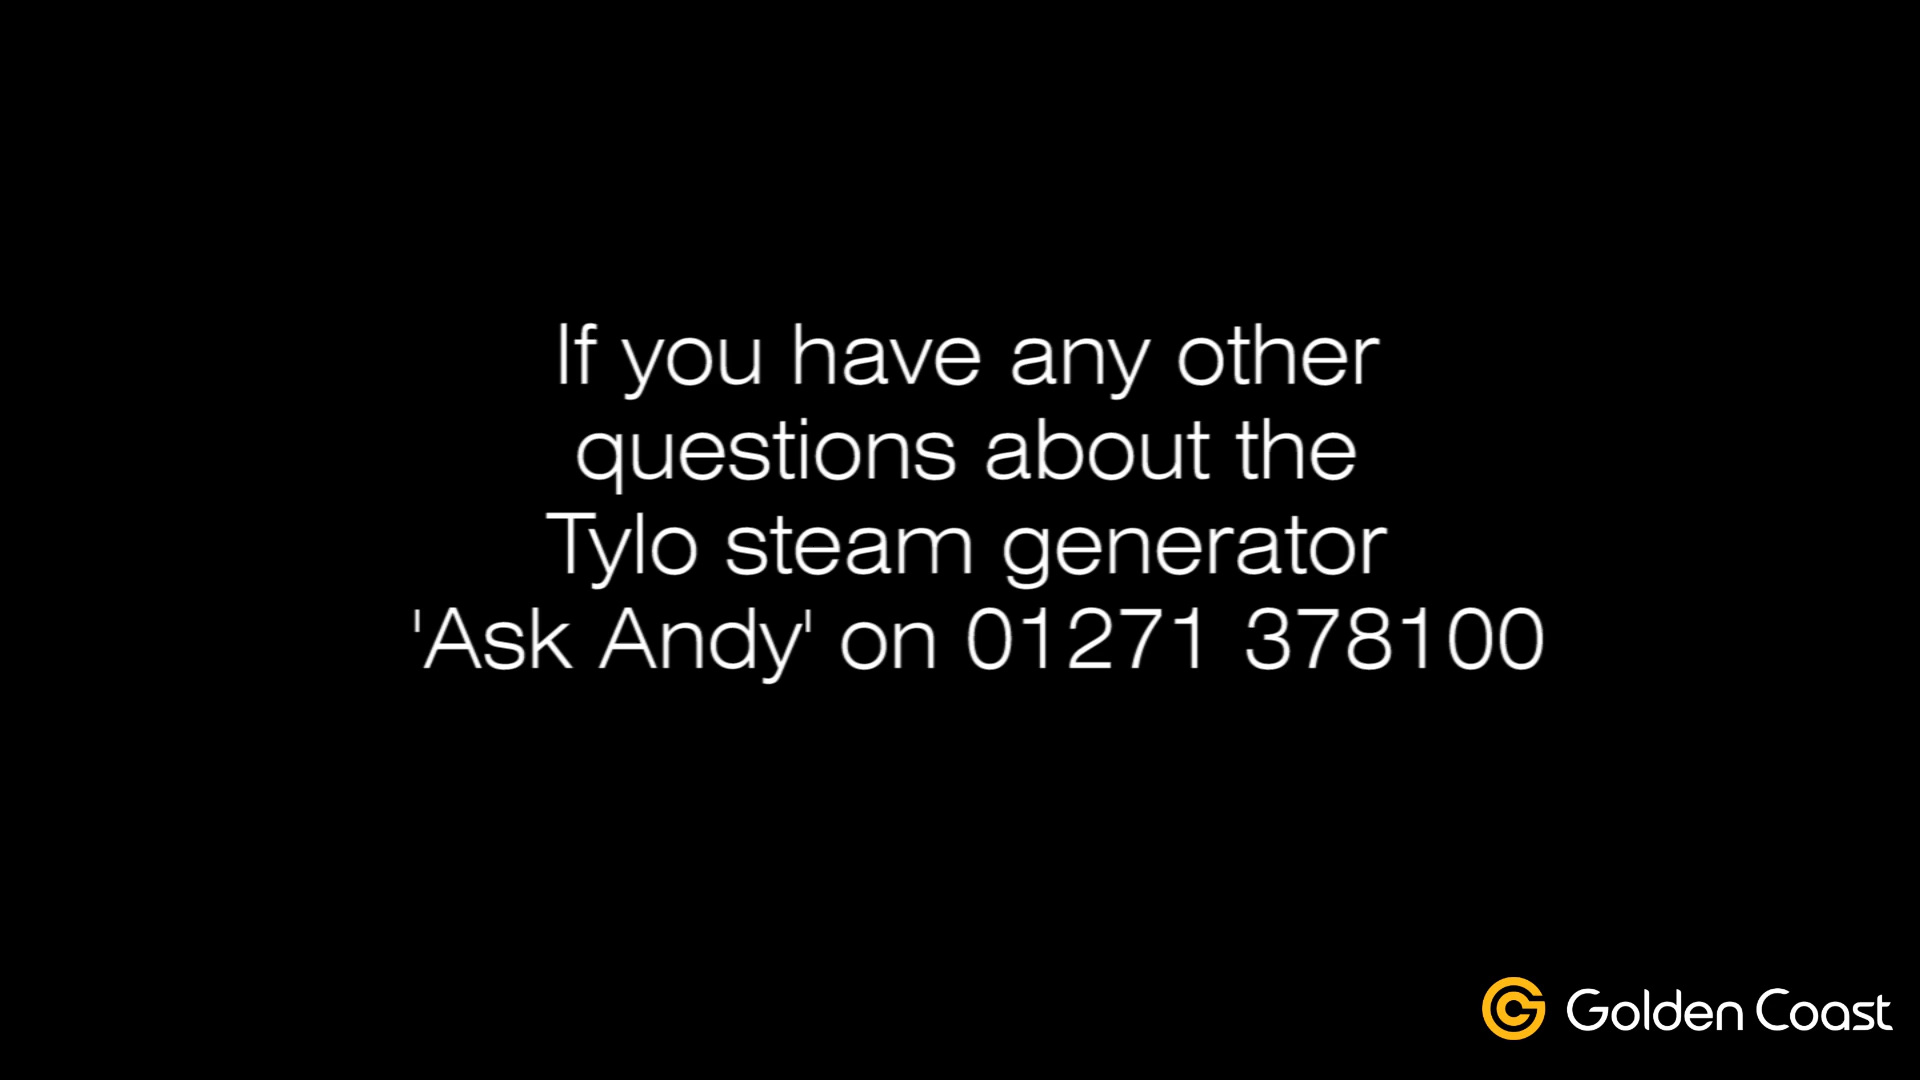 If you have any other
questions about the
Tylo steam generator
'Ask Andy' on 01271 378100
Golden Coast